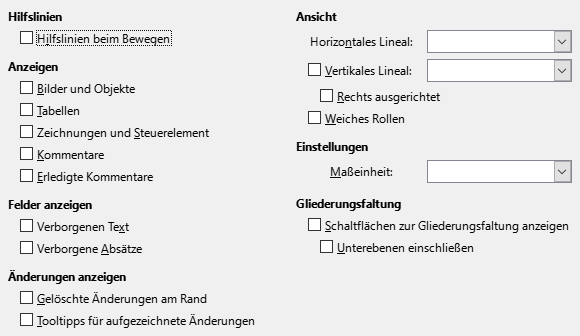 Hilfslinien
Hilfslinien beim Bewegen
Anzeigen
Bilder und Objekte
Tabellen
Zeichnungen und Steuerelement
Kommentare
Erledigte Kommentare
Felder anzeigen
Verborgenen Text
Verborgene Absätze
Änderungen anzeigen
Gelöschte Änderungen am Rand
Tooltipps für aufgezeichnete Änderungen
Ansicht
Horizontales Lineal:
Vertikales Lineal:
Rechts ausgerichtet
Weiches Rollen
Einstellungen
Maßeinheit:
Gliederungsfaltung
Schaltflächen zur Gliederungsfaltung anzeigen
Unterebenen einschließen